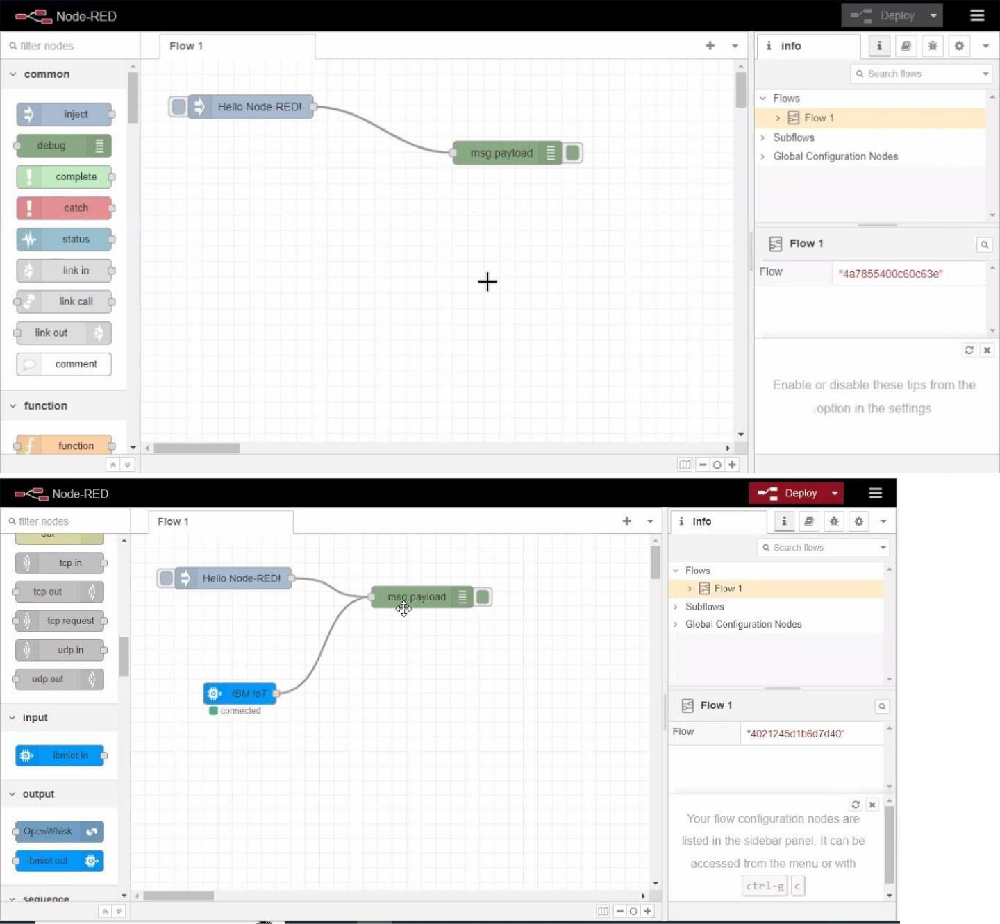 Node-RED
Deploy
filter nodes
Flow 1
info
Search flows
common
inject
debug
complete
catch
status
link in
link call
link out
comment
function
function
Hello Node-RED!
msg.payload
Flows
Flow 1
Subflows
Global Configuration Nodes
Flow 1
Flow "4a7855400c60c63e"
Enable or disable these tips from the
option in the settings
Node-RED
Deploy
filter nodes
Flow 1
info
Search flows
out
tcp in
tcp out
tcp request
udp in
udp out
input
ibmiot in
output
OpenWhisk
ibmiot out
sequence
Hello Node-RED!
msg.payload
IBM IoT
connected
Flows
Flow 1
Subflows
Global Configuration Nodes
Flow 1
Flow "4021245d1b6d7d40"
Your flow configuration nodes are
listed in the sidebar panel. It can be
accessed from the menu or with
ctrl-g c